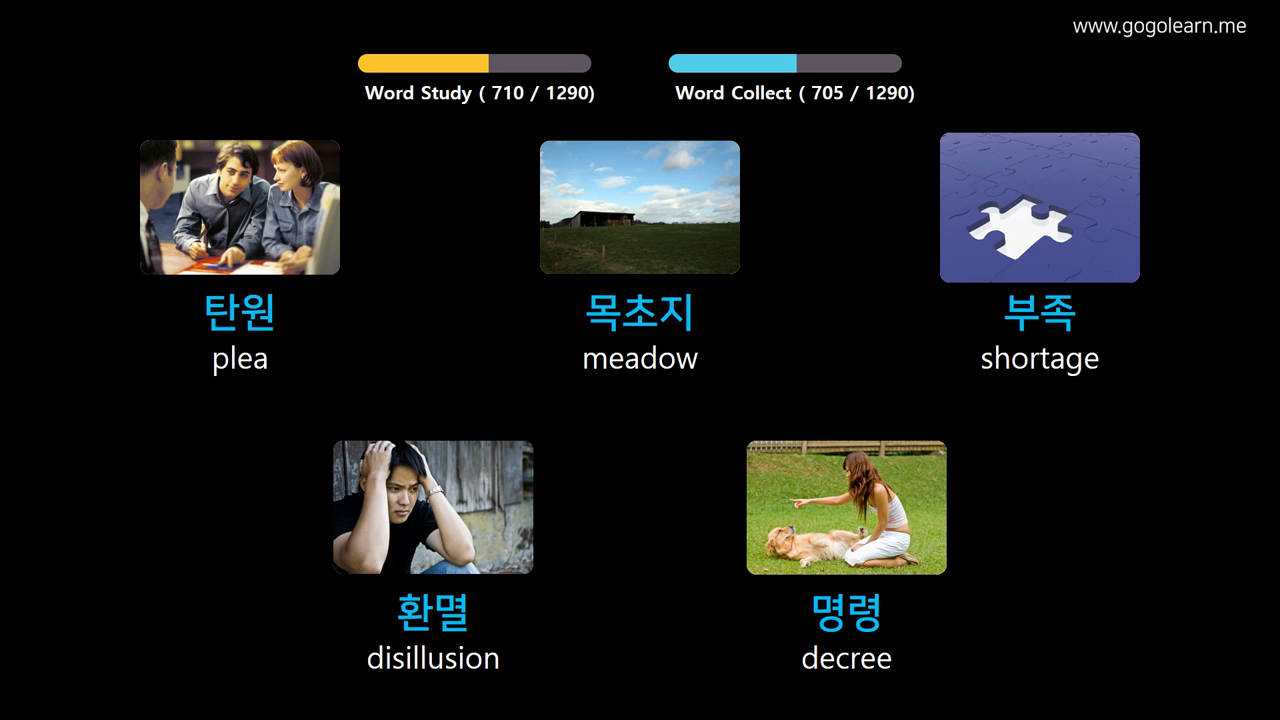 www.gogolearn.me
Word Study ( 710 / 1290)
Word Collect ( 705 / 1290)
탄원
plea
목초지
meadow
부족
shortage
환멸
disillusion
명령
decree